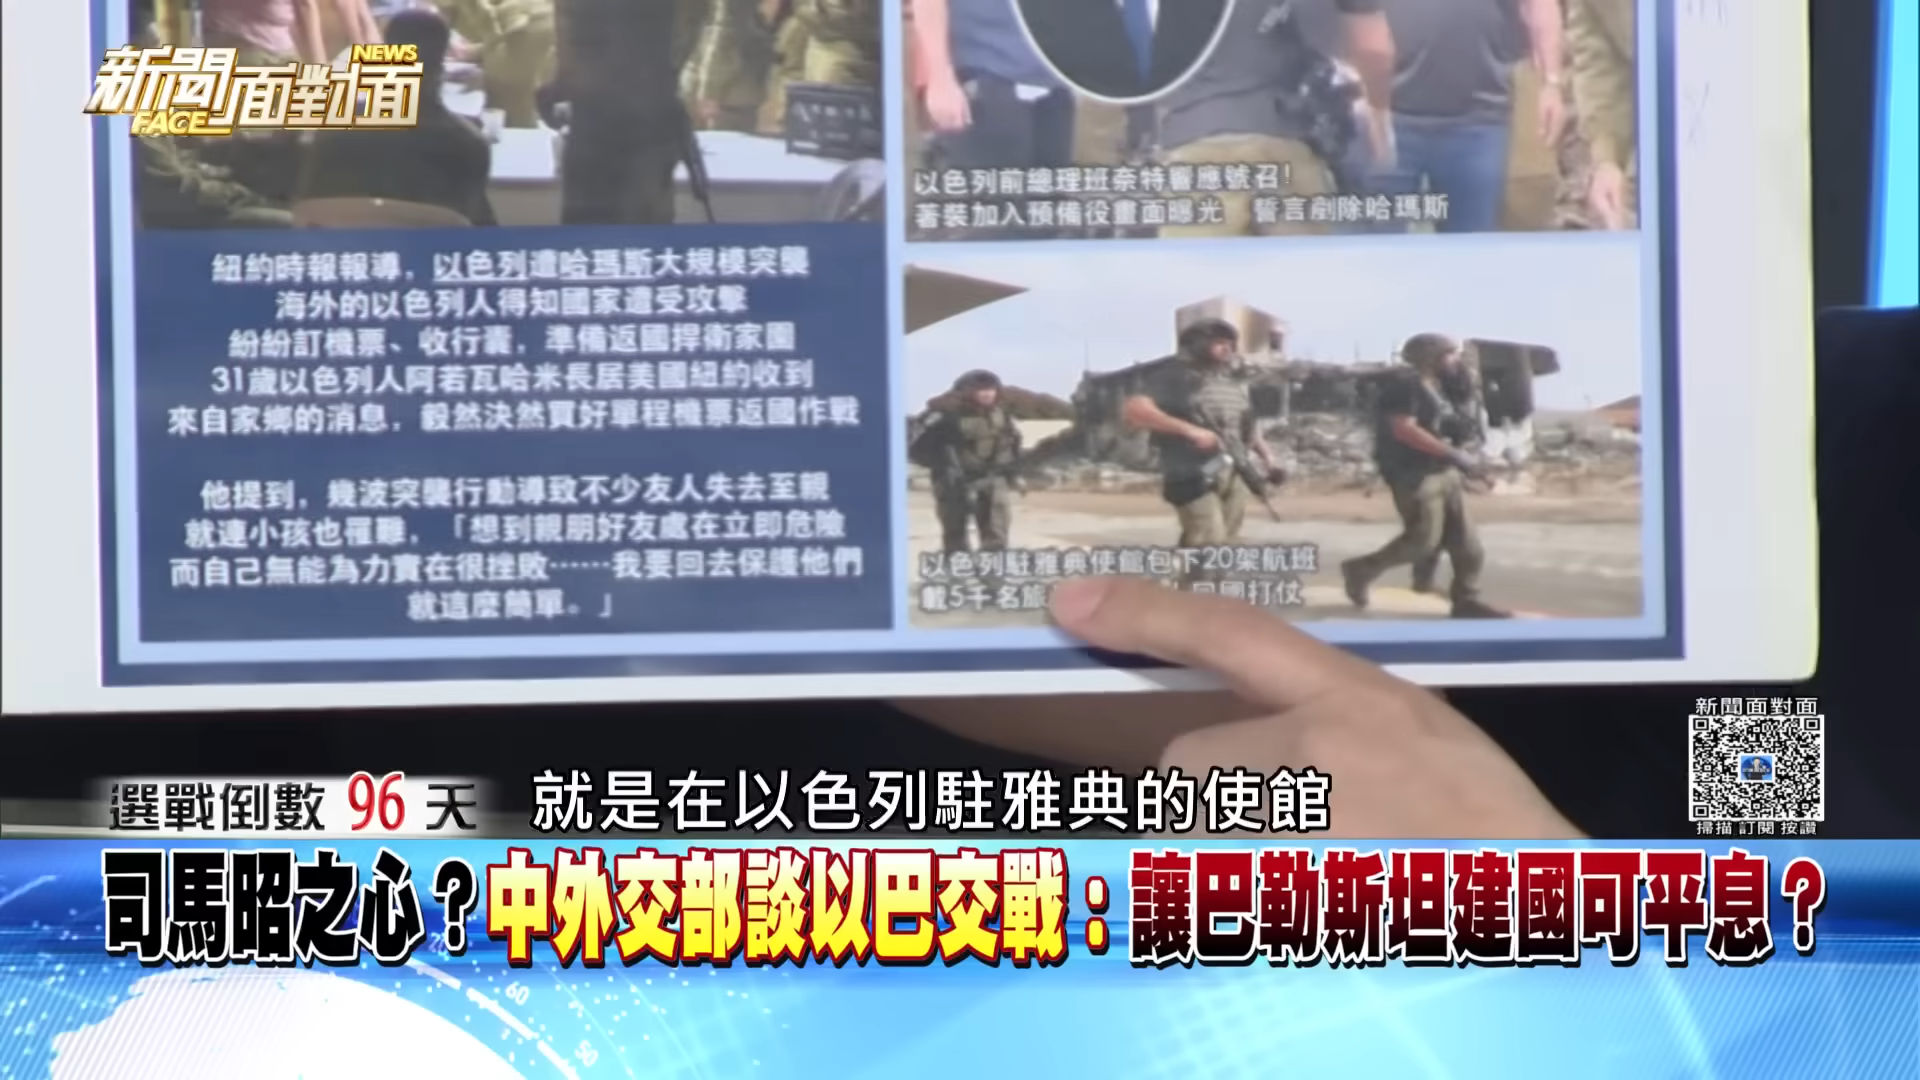 新聞面對面
NEWS
FACE
以色列前總理班奈特響應號召!
著裝加入預備役畫面曝光 誓言剷除哈瑪斯
紐約時報報導，以色列遭哈瑪斯大規模突襲
海外的以色列人得知國家遭受攻擊
紛紛訂機票、收行囊，準備返國捍衛家園
31歲以色列人阿若瓦哈米長居美國紐約收到
來自家鄉的消息，毅然決然買好單程機票返國作戰
他提到，幾波突襲行動導致不少友人失去至親
就連小孩也罹難，「想到親朋好友處在立即危險
而自己無能為力實在很挫敗……我要回去保護他們
就這麼簡單。」
以色列駐雅典使館包下20架航班
載5千名旅 回國打仗
新聞面對面
掃描 訂閱 按讚
選戰倒數 96 天
就是在以色列駐雅典的使館
司馬昭之心？中外交部談以巴交戰：讓巴勒斯坦建國可平息？